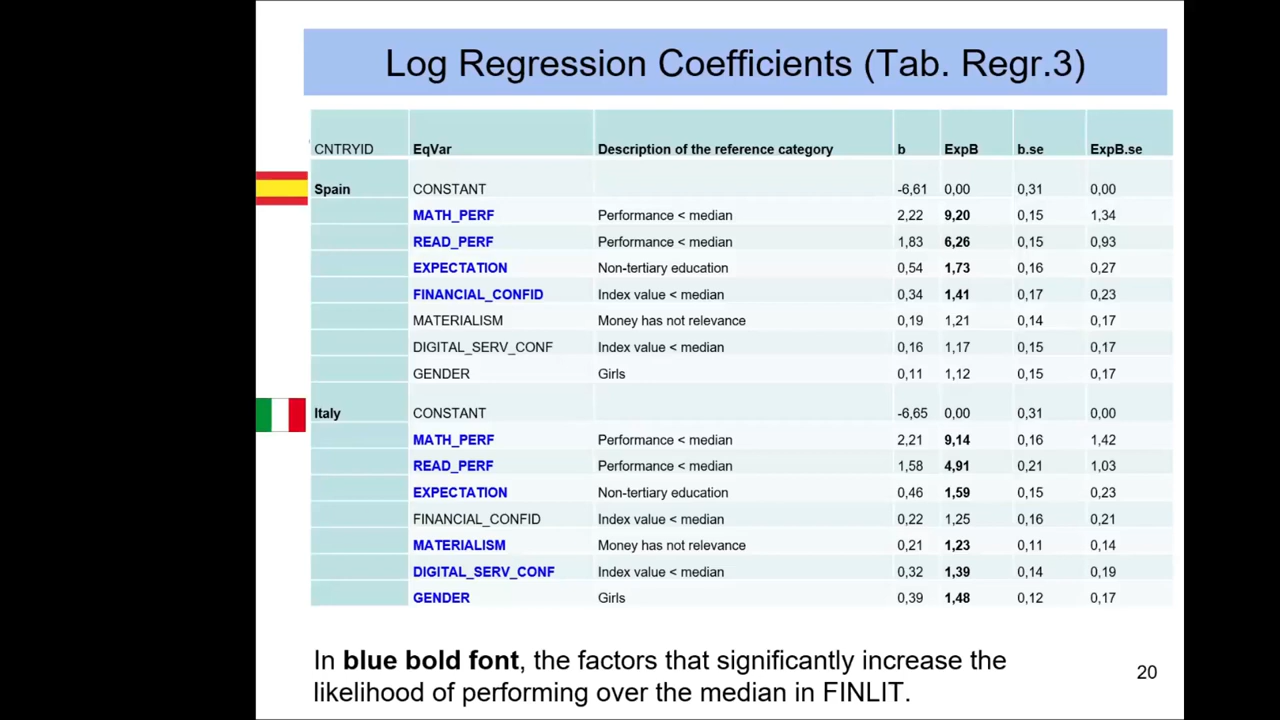 Log Regression Coefficients (Tab. Regr.3)
CNTRYID EqVar Description of the reference category b ExpB b.se ExpB.se
Spain CONSTANT -6,61 0,00 0,31 0,00
MATH_PERF Performance < median 2,22 9,20 0,15 1,34
READ_PERF Performance < median 1,83 6,26 0,15 0,93
EXPECTATION Non-tertiary education 0,54 1,73 0,16 0,27
FINANCIAL_CONFID Index value < median 0,34 1,41 0,17 0,23
MATERIALISM Money has not relevance 0,19 1,21 0,14 0,17
DIGITAL_SERV_CONF Index value < median 0,16 1,17 0,15 0,17
GENDER Girls 0,11 1,12 0,15 0,17
Italy CONSTANT -6,65 0,00 0,31 0,00
MATH_PERF Performance < median 2,21 9,14 0,16 1,42
READ_PERF Performance < median 1,58 4,91 0,21 1,03
EXPECTATION Non-tertiary education 0,46 1,59 0,15 0,23
FINANCIAL_CONFID Index value < median 0,22 1,25 0,16 0,21
MATERIALISM Money has not relevance 0,21 1,23 0,11 0,14
DIGITAL_SERV_CONF Index value < median 0,32 1,39 0,14 0,19
GENDER Girls 0,39 1,48 0,12 0,17
In blue bold font, the factors that significantly increase the
likelihood of performing over the median in FINLIT.
20